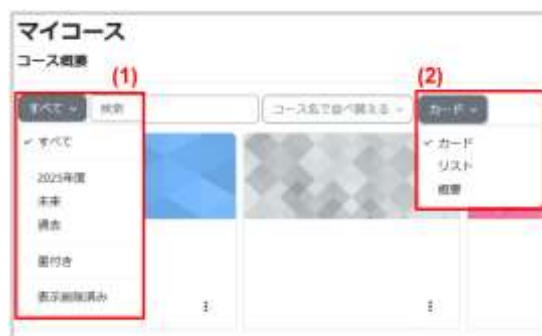 マイコース
コース概要
(1)
(2)
すべて
検索
コース名で並べ替える
カード
すべて
カード
リスト
概要
2025年度
未来
過去
星付き
表示削除済み